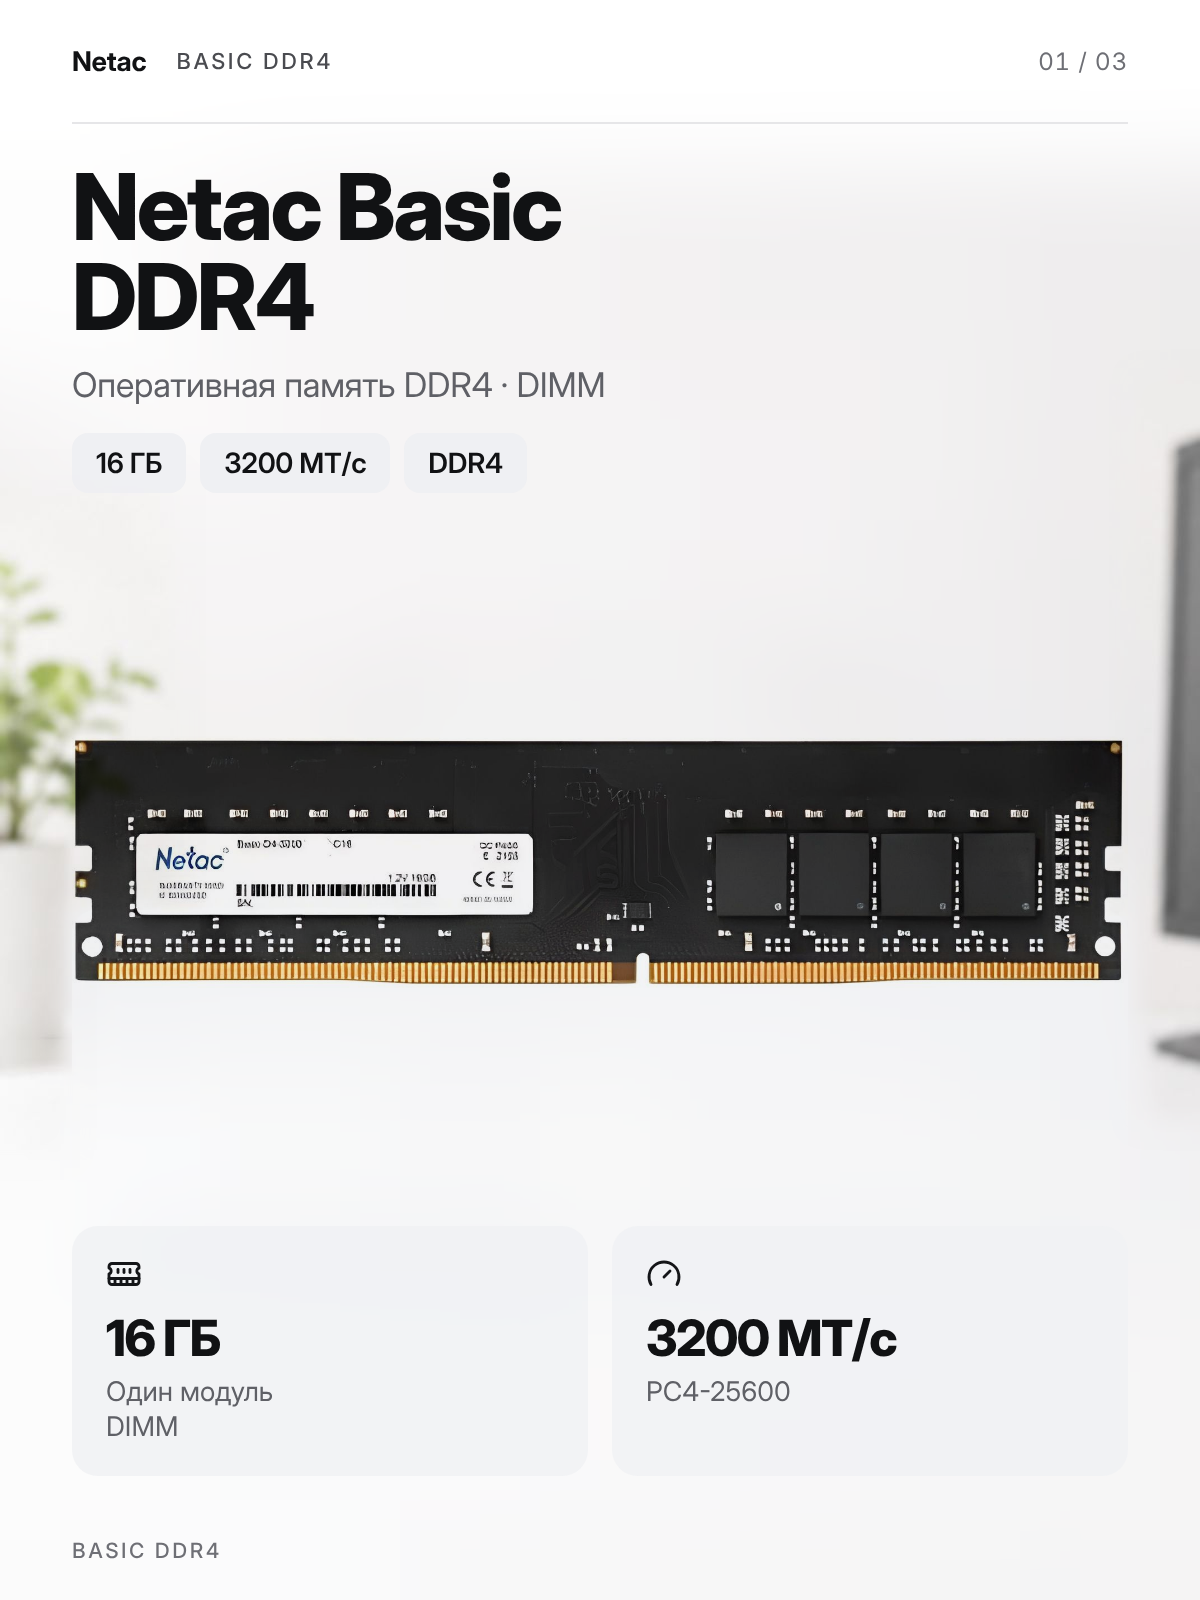 Netac BASIC DDR4 01 / 03
Netac Basic
DDR4
Оперативная память DDR4 · DIMM
16 ГБ 3200 МТ/с DDR4
Netac
CE
16 ГБ
Один модуль
DIMM
3200 МТ/с
PC4-25600
BASIC DDR4